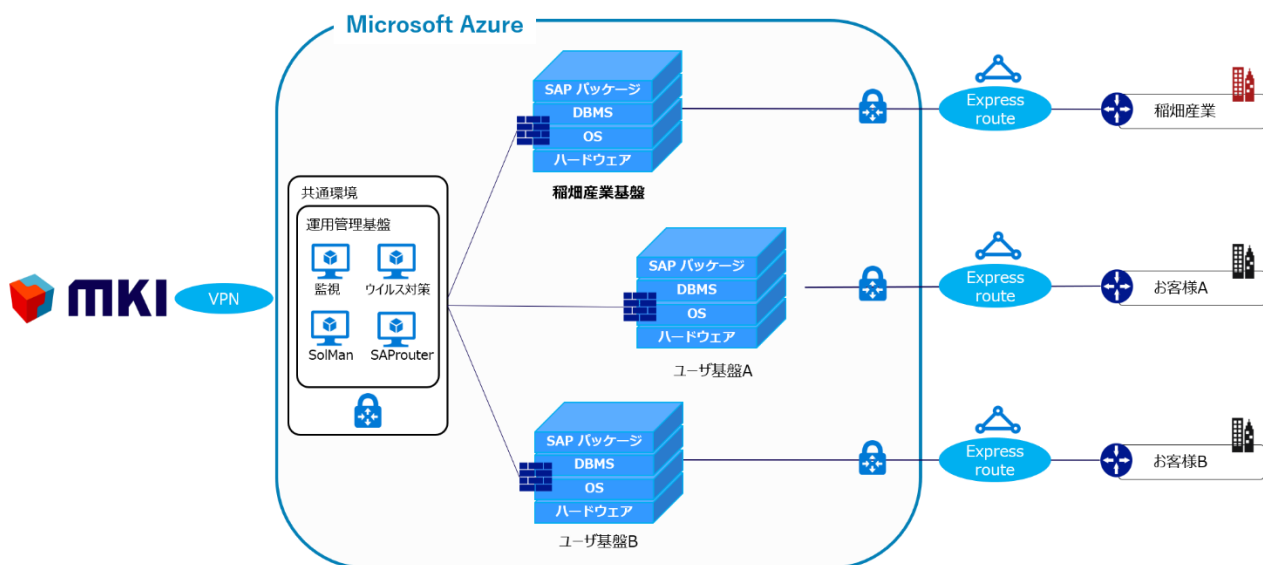 Microsoft Azure
SAP パッケージ
DBMS
OS
ハードウェア
稲畑産業基盤
Express
route
稲畑産業
共通環境
運用管理基盤
監視
ウイルス対策
SolMan
SAProuter
MKI
VPN
SAP パッケージ
DBMS
OS
ハードウェア
ユーザ基盤A
Express
route
お客様A
SAP パッケージ
DBMS
OS
ハードウェア
ユーザ基盤B
Express
route
お客様B